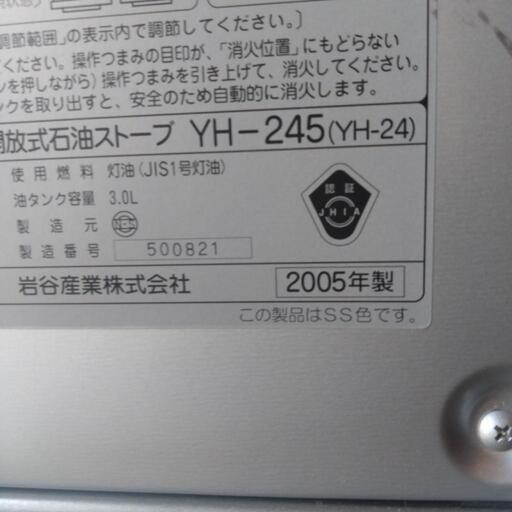 調節範囲」の表示内で調節してください。〕
てください。操作つまみの目印が、「消火位置」にもどらない
ンを押しながら)操作つまみを引き上げて、消火してください。
ンクを取り出すと、安全のため自動的に消火します。
開放式石油ストーブ YH-245(YH-24)
使用燃料 灯油(JIS1号灯油)
油タンク容量 3.0L
製造元
製造番号 500821
認証
JHIA
岩谷産業株式会社 2005年製
この製品はSS色です。